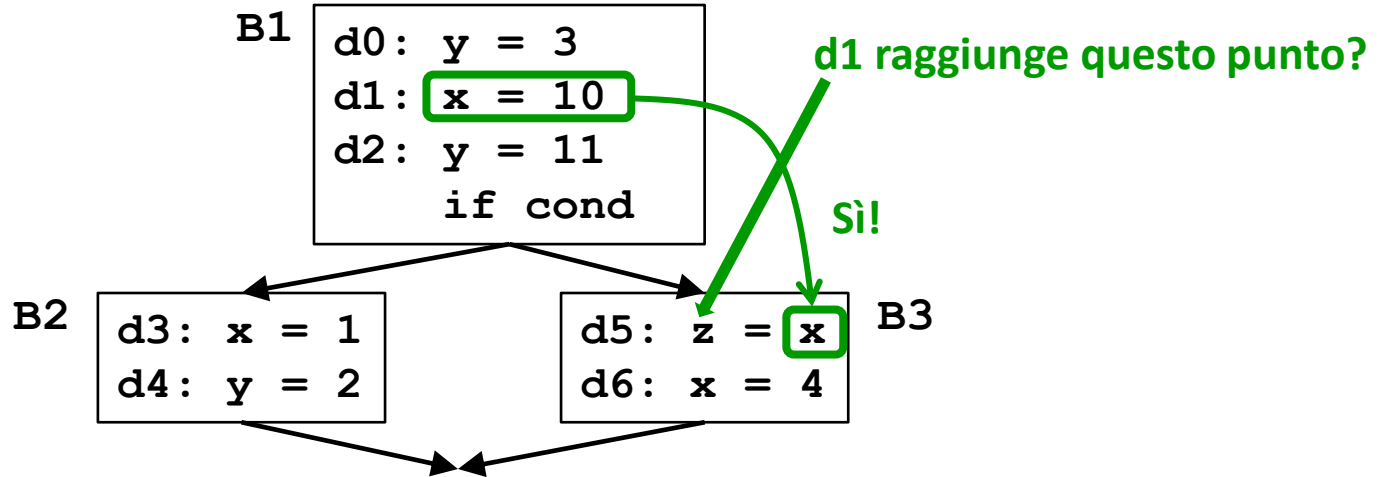 B1
d0: y = 3
d1: x = 10
d2: y = 11
if cond
d1 raggiunge questo punto?
Sì!
B2
d3: x = 1
d4: y = 2
d5: z = x
d6: x = 4
B3